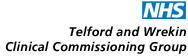 NHS
Telford and Wrekin
Clinical Commissioning Group